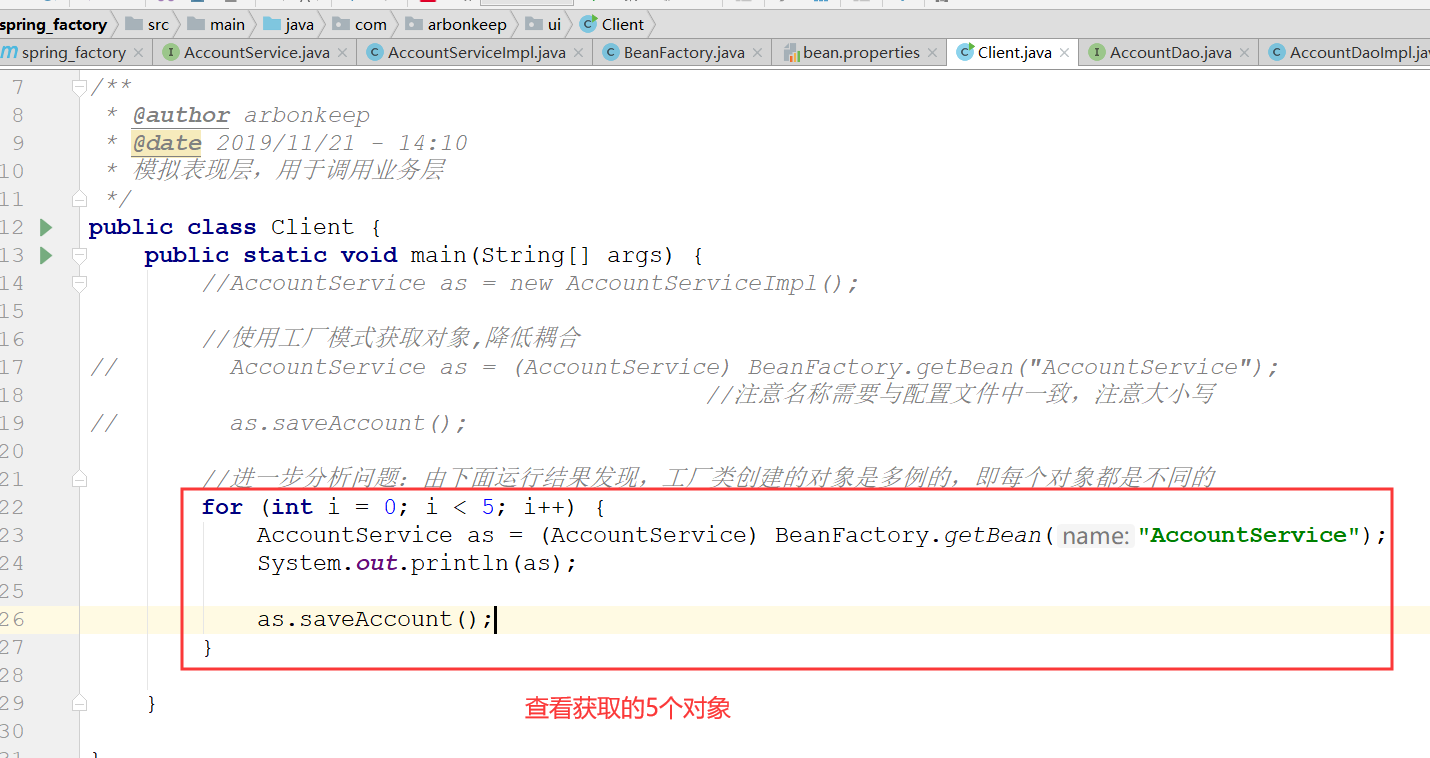 spring_factory src main java com arbonkeep ui Client
spring_factory AccountService.java AccountServiceImpl.java BeanFactory.java bean.properties Client.java AccountDao.java AccountDaoImpl.jav
7 /**
8 * @author arbonkeep
9 * @date 2019/11/21 - 14:10
10 * 模拟表现层，用于调用业务层
11 */
12 public class Client {
13 public static void main(String[] args) {
14 //AccountService as = new AccountServiceImpl();
15
16 //使用工厂模式获取对象,降低耦合
17 // AccountService as = (AccountService) BeanFactory.getBean("AccountService");
18 //注意名称需要与配置文件中一致，注意大小写
19 // as.saveAccount();
20
21 //进一步分析问题：由下面运行结果发现，工厂类创建的对象是多例的，即每个对象都是不同的
22 for (int i = 0; i < 5; i++) {
23 AccountService as = (AccountService) BeanFactory.getBean( name: "AccountService");
24 System.out.println(as);
25
26 as.saveAccount();
27 }
28
29 }
查看获取的5个对象
30